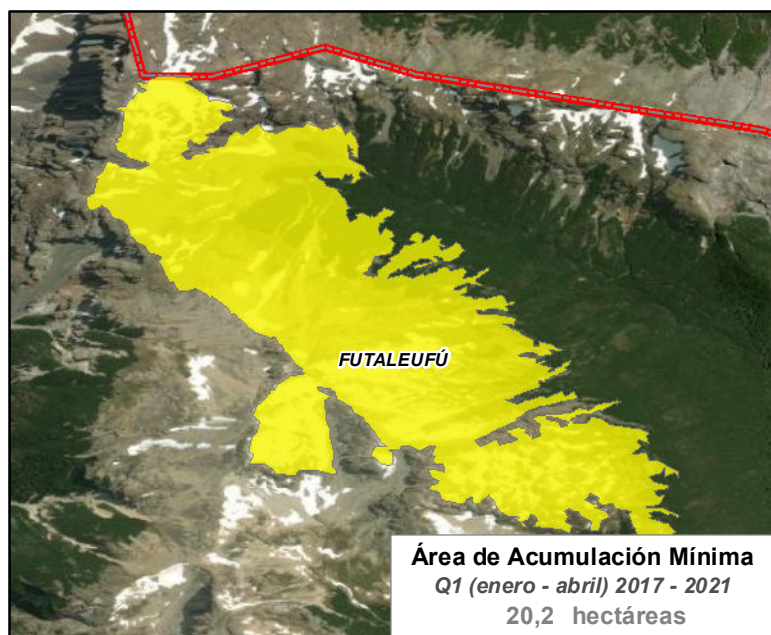 FUTALEUFÚ
Área de Acumulación Mínima
Q1 (enero - abril) 2017 - 2021
20,2 hectáreas